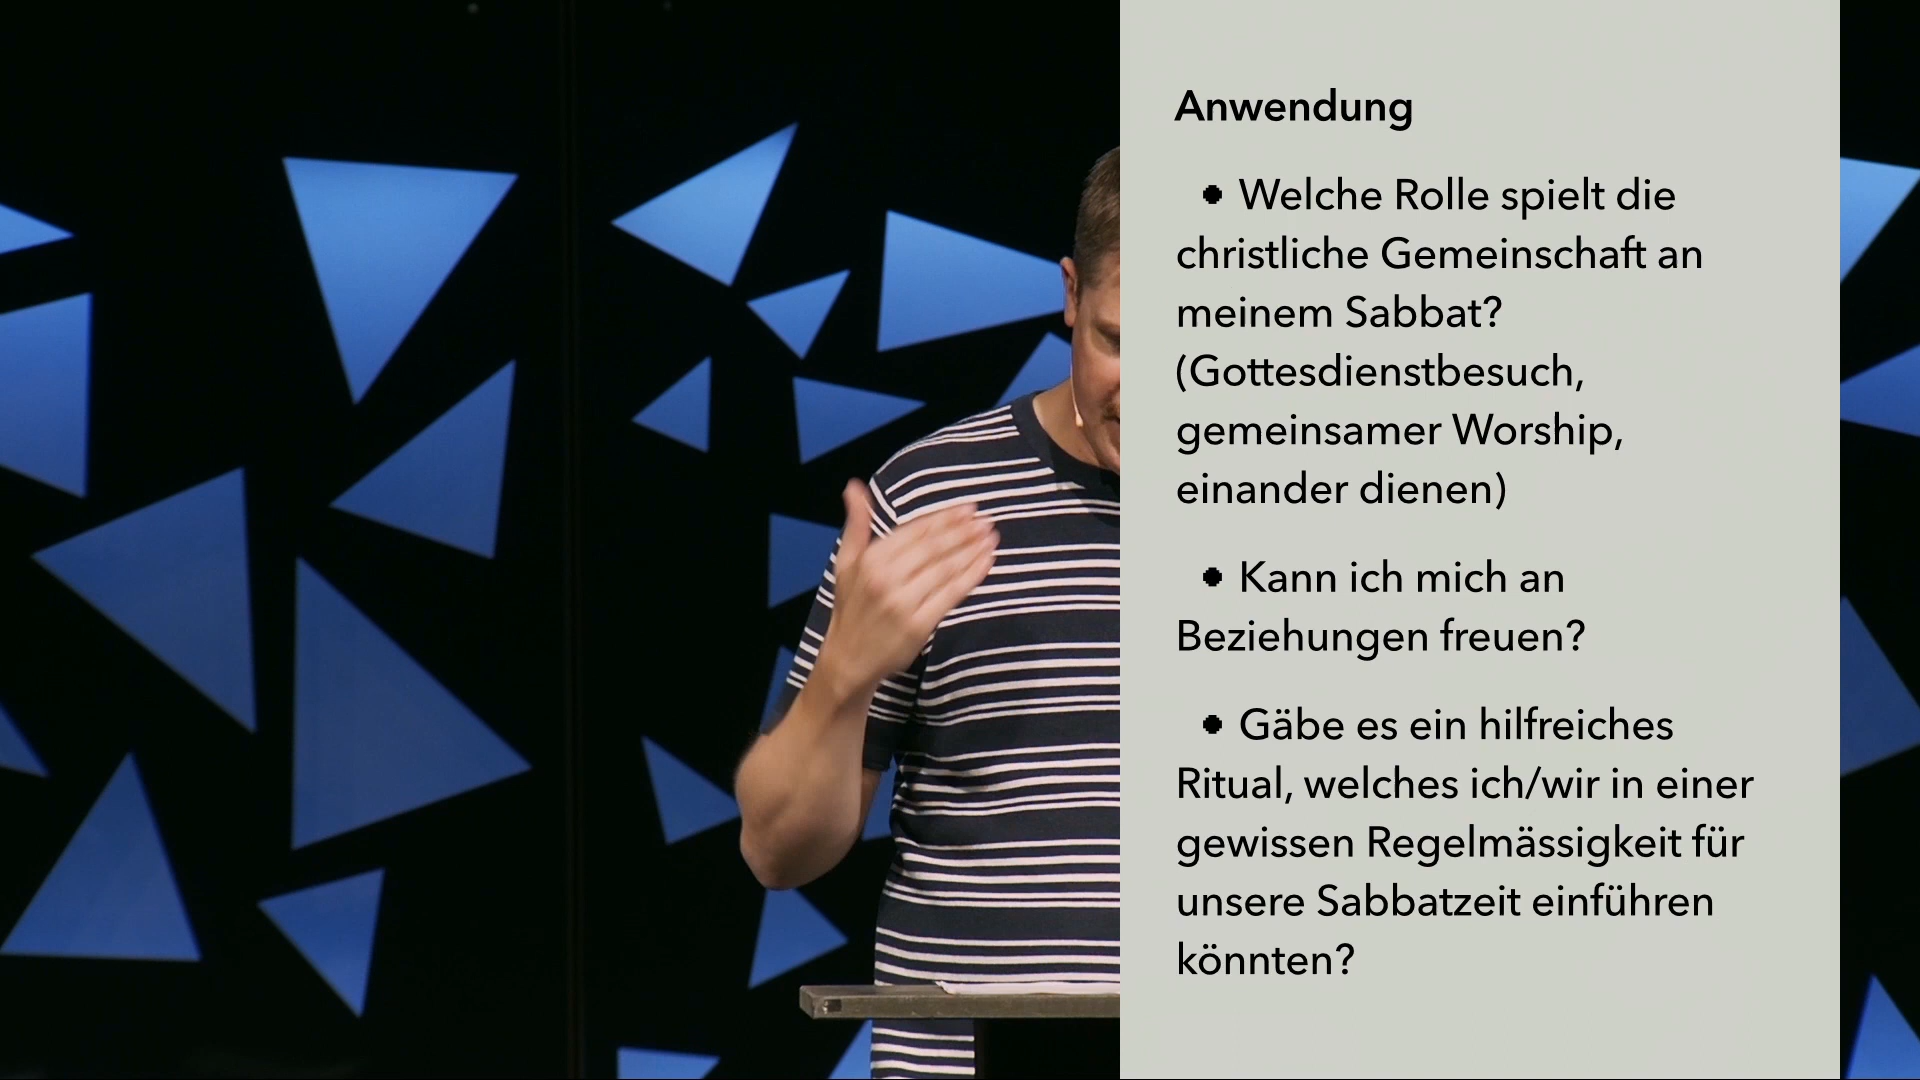 Anwendung
• Welche Rolle spielt die
christliche Gemeinschaft an
meinem Sabbat?
(Gottesdienstbesuch,
gemeinsamer Worship,
einander dienen)
• Kann ich mich an
Beziehungen freuen?
• Gäbe es ein hilfreiches
Ritual, welches ich/wir in einer
gewissen Regelmässigkeit für
unsere Sabbatzeit einführen
könnten?